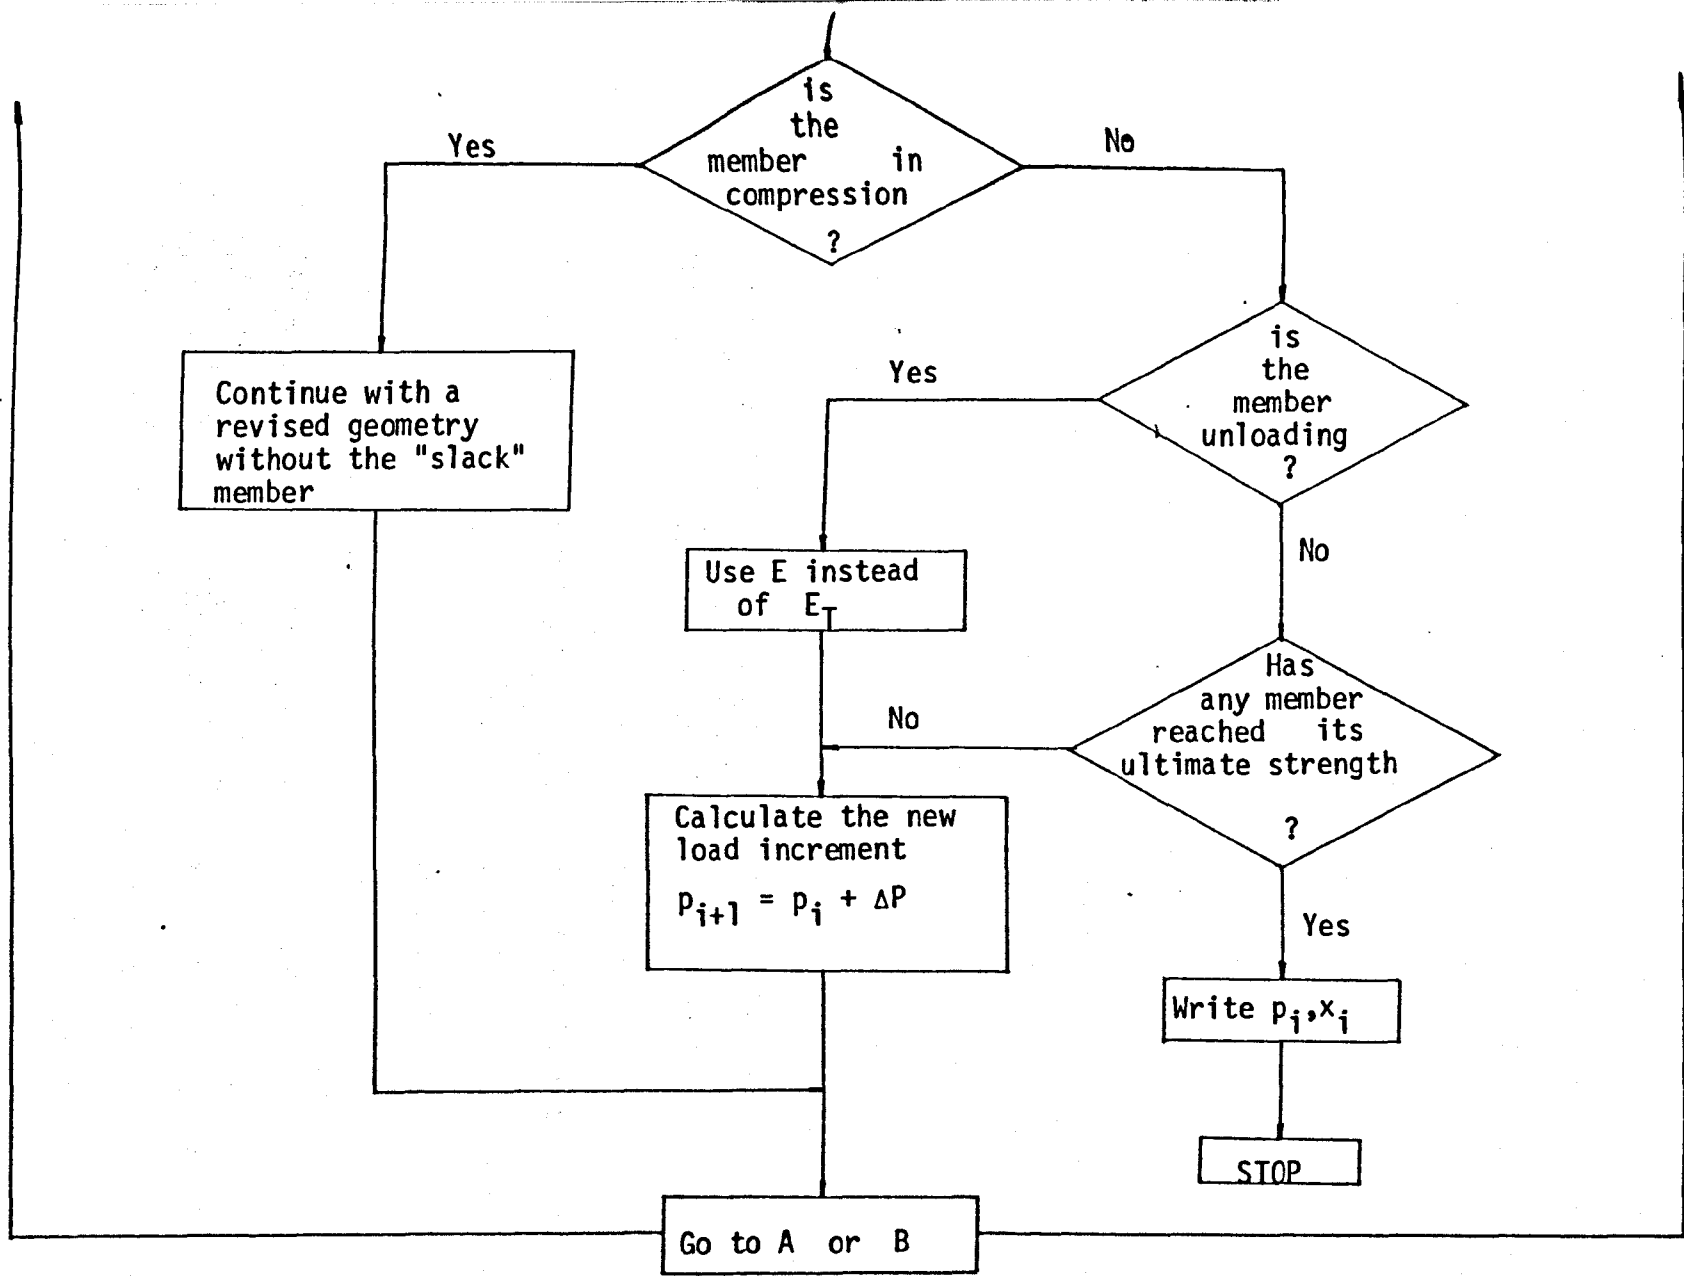 is
the
member in
compression
?
Yes
No
Continue with a
revised geometry
without the "slack"
member
is
the
member
unloading
?
Yes
No
Use E instead
of E_T
Has
any member
reached its
ultimate strength
?
No
Yes
Calculate the new
load increment
p_{i+1} = p_i + ΔP
Write p_i,x_i
STOP
Go to A or B